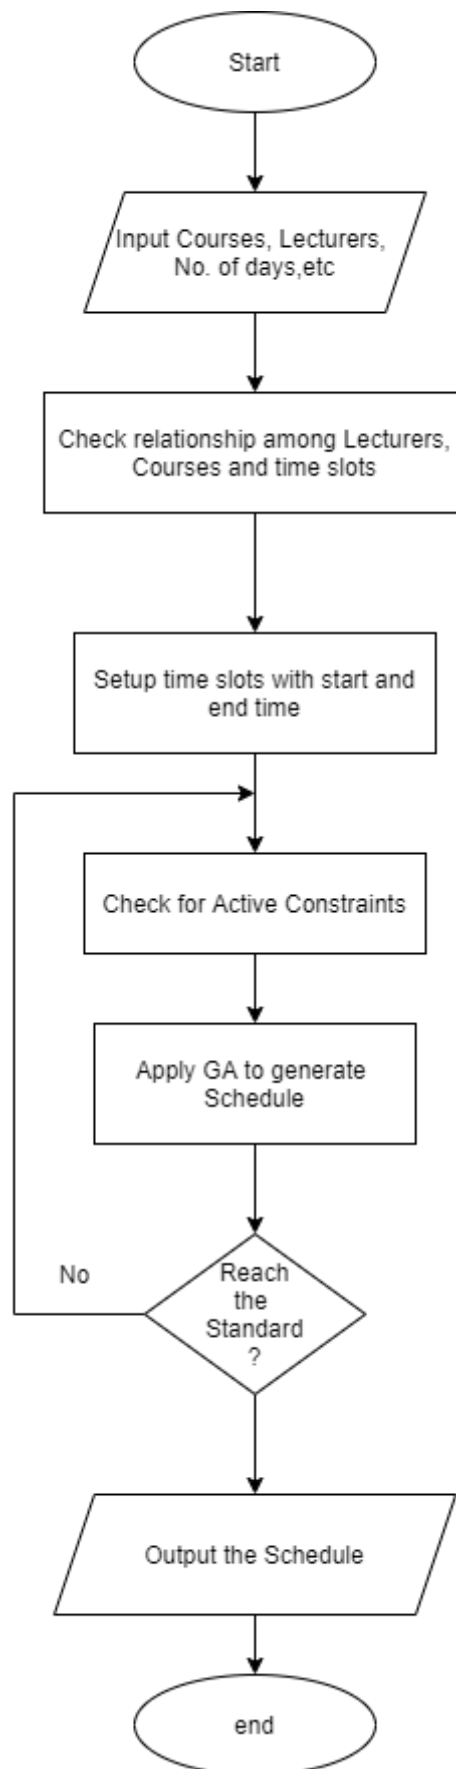 Start
Input Courses, Lecturers,
No. of days,etc
Check relationship among Lecturers,
Courses and time slots
Setup time slots with start and
end time
Check for Active Constraints
Apply GA to generate
Schedule
No
Reach
the
Standard
?
Output the Schedule
end